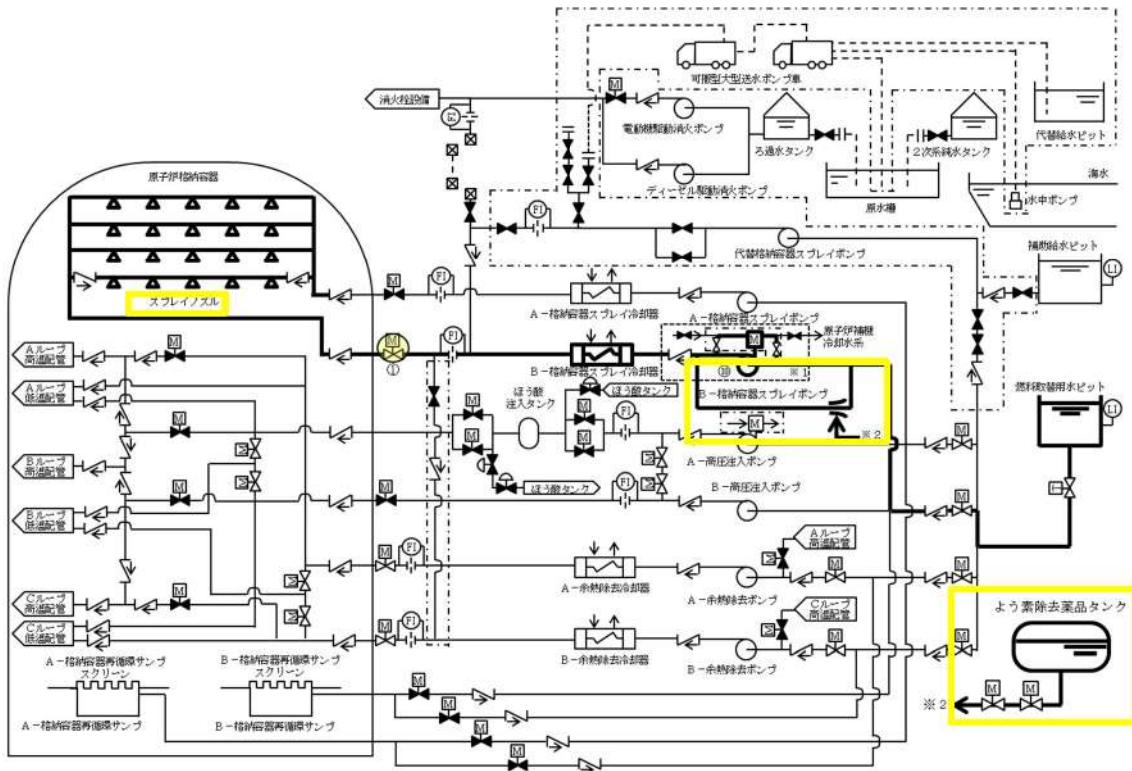 可搬型大型送水ポンプ車
消火栓設備
M
電動機駆動消火ポンプ
ろ過水タンク
2次系純水タンク
代替給水ピット
FI
ディーゼル駆動消火ポンプ
原水槽
海水
水中ポンプ
原子炉格納容器
FI
代替格納容器スプレイポンプ
補助給水ピット
LI
スプレイノズル
M
FI
A-格納容器スプレイ冷却器
A-格納容器スプレイポンプ
原子炉補機
冷却水系
M
FI
M
①
B-格納容器スプレイ冷却器
⑩
※1
B-格納容器スプレイポンプ
燃料取替用水ピット
LI
Aループ
高温配管
M
Aループ
低温配管
ほう酸
注入タンク
ほう酸タンク
M
M
FI
M
※2
M
M
M
M
A-高圧注入ポンプ
M
Bループ
高温配管
M
M
ほう酸タンク
M
M
M
FI
M
B-高圧注入ポンプ
M
Bループ
低温配管
Aループ
高温配管
M
FI
M
M
M
A-余熱除去冷却器
A-余熱除去ポンプ
M
Cループ
高温配管
M
Cループ
高温配管
よう素除去薬品タンク
Cループ
低温配管
M
M
FI
M
M
M
B-余熱除去冷却器
B-余熱除去ポンプ
A-格納容器再循環サンプ
スクリーン
B-格納容器再循環サンプ
スクリーン
M
M
M
※2
M
A-格納容器再循環サンプ
B-格納容器再循環サンプ
M
M